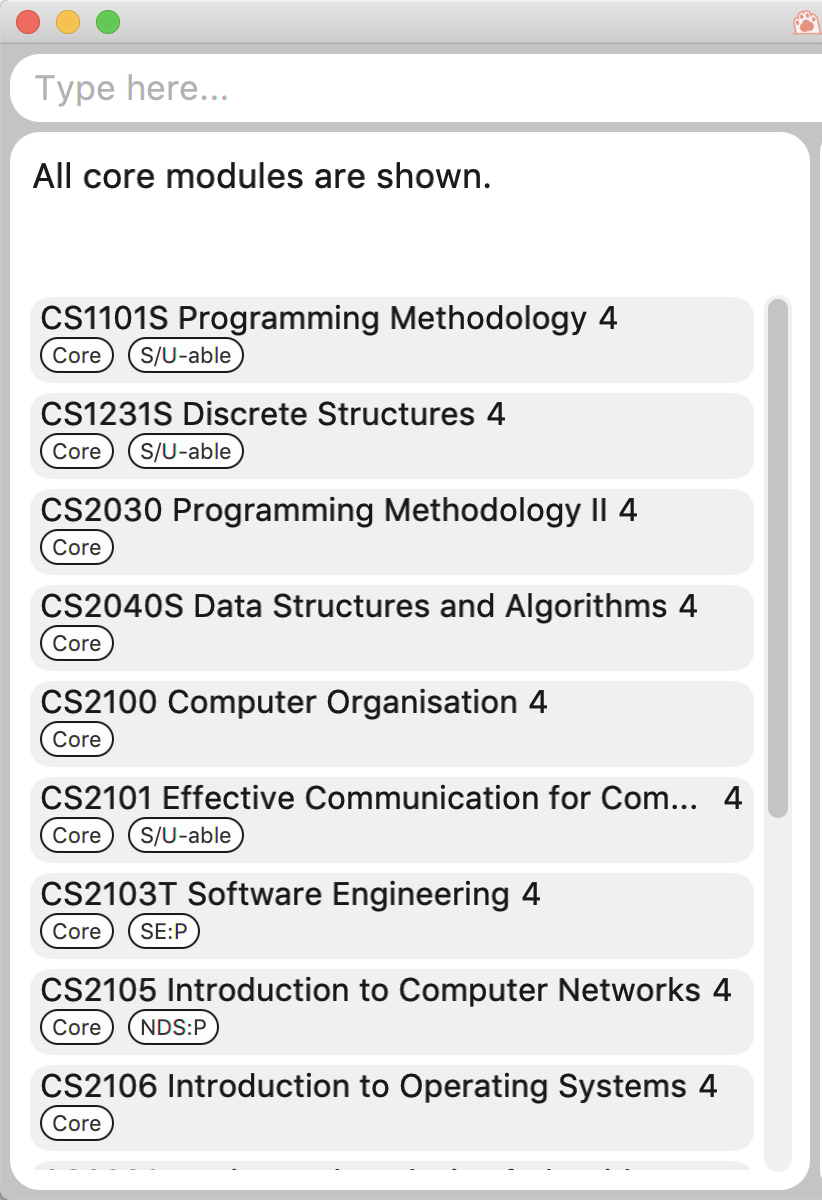 Type here...
All core modules are shown.
CS1101S Programming Methodology 4
Core S/U-able
CS1231S Discrete Structures 4
Core S/U-able
CS2030 Programming Methodology II 4
Core
CS2040S Data Structures and Algorithms 4
Core
CS2100 Computer Organisation 4
Core
CS2101 Effective Communication for Com... 4
Core S/U-able
CS2103T Software Engineering 4
Core SE:P
CS2105 Introduction to Computer Networks 4
Core NDS:P
CS2106 Introduction to Operating Systems 4
Core